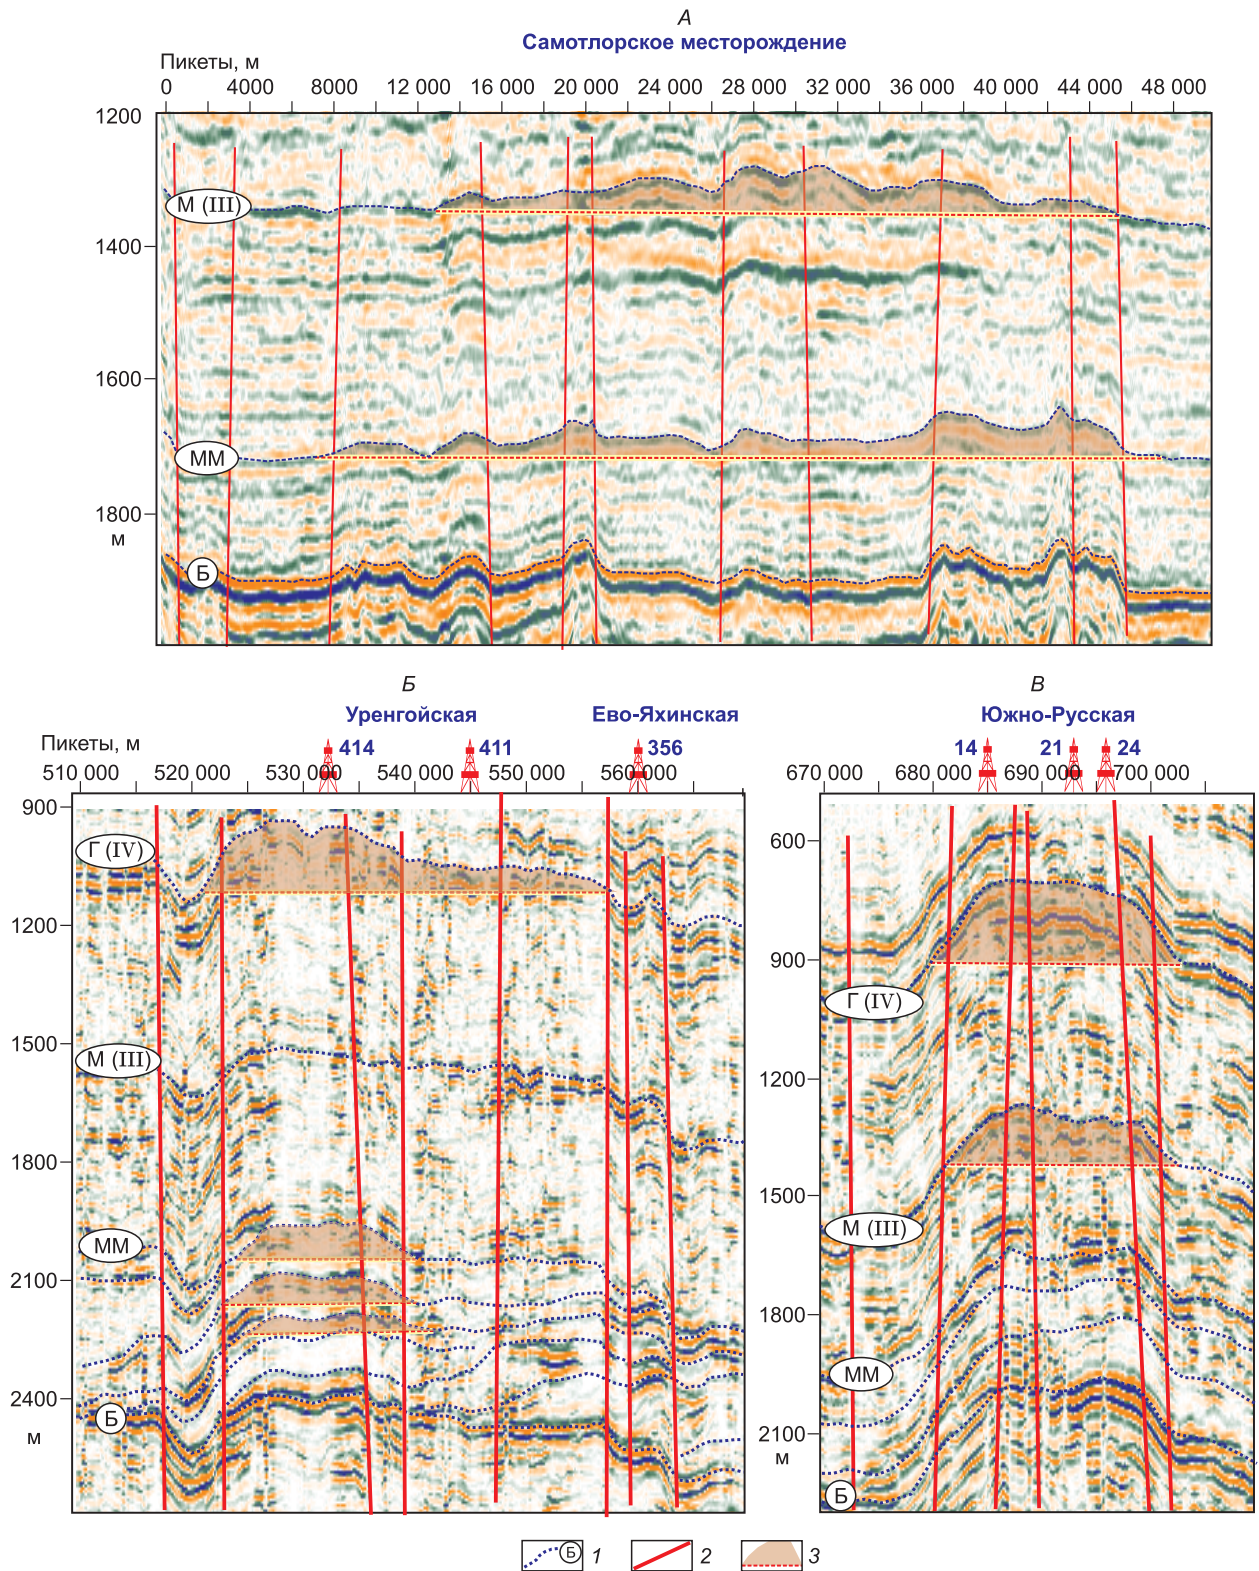 А
Самотлорское месторождение
Пикеты, м
0 4000 8000 12 000 16 000 20 000 24 000 28 000 32 000 36 000 40 000 44 000 48 000
1200
М (III)
1400
1600
ММ
1800
м
Б
Б
Уренгойская Ево-Яхинская
Пикеты, м
414 411 356
510 000 520 000 530 000 540 000 550 000 560 000
900
Г (IV)
1200
1500
М (III)
1800
ММ
2100
2400
Б
м
В
Южно-Русская
14 21 24
670 000 680 000 690 000 700 000
600
900
Г (IV)
1200
1500
М (III)
1800
ММ
2100
м
Б
Б 1 2 3